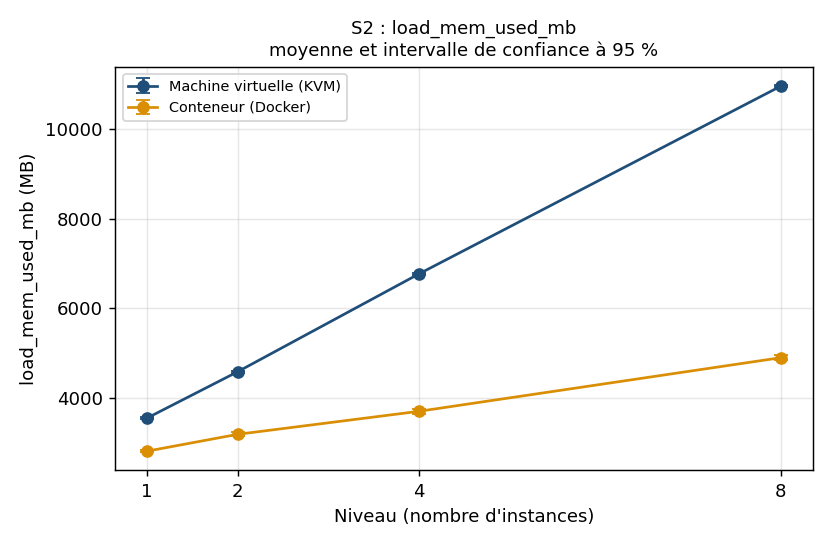 S2 : load_mem_used_mb
moyenne et intervalle de confiance à 95 %
Machine virtuelle (KVM)
Conteneur (Docker)
load_mem_used_mb (MB)
10000
8000
6000
4000
1
2
4
8
Niveau (nombre d'instances)